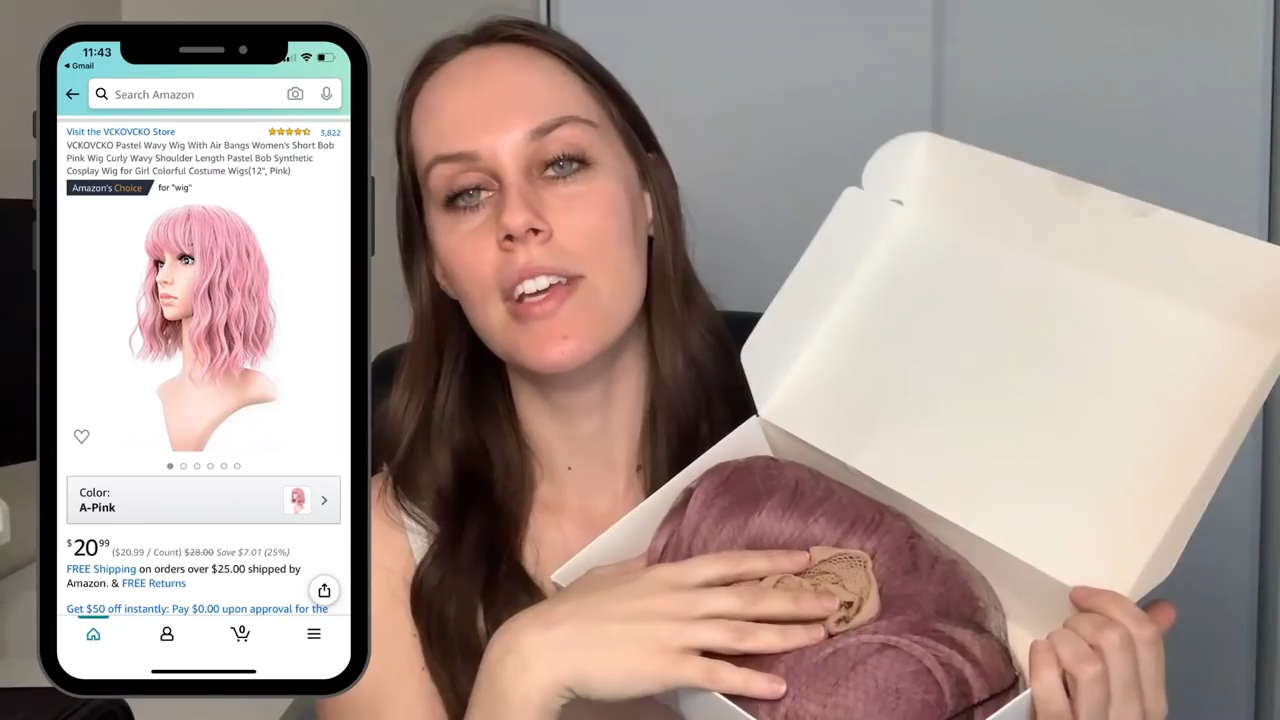 11:43
Gmail
Search Amazon
Visit the VCKOVCKO Store
3,822
VCKOVCKO Pastel Wavy Wig With Air Bangs Women's Short Bob
Pink Wig Curly Wavy Shoulder Length Pastel Bob Synthetic
Cosplay Wig for Girl Colorful Costume Wigs(12", Pink)
Amazon's Choice for "wig"
Color:
A-Pink
$20.99 ($20.99 / Count) $28.00 Save $7.01 (25%)
FREE Shipping on orders over $25.00 shipped by
Amazon. & FREE Returns
Get $50 off instantly: Pay $0.00 upon approval for the
0